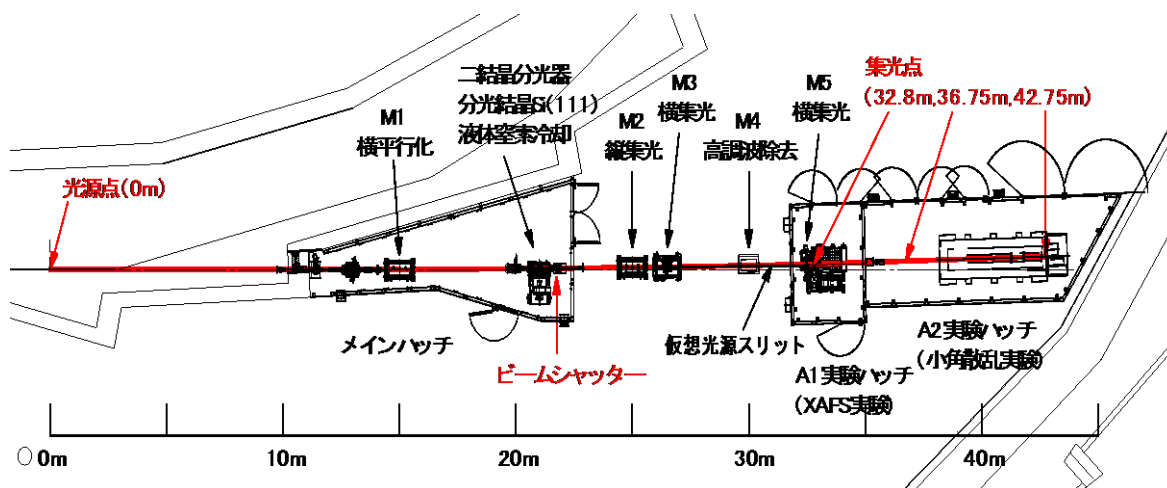 二結晶分光器
分光結晶Si(111)
液体窒素冷却
M1
横平行化
M2
縦集光
M3
横集光
M4
高調波除去
M5
横集光
集光点
(32.8m,36.75m,42.75m)
光源点(0m)
メインハッチ
ビームシャッター
仮想光源スリット
A1実験ハッチ
(XAFS実験)
A2実験ハッチ
(小角散乱実験)
0m
10m
20m
30m
40m